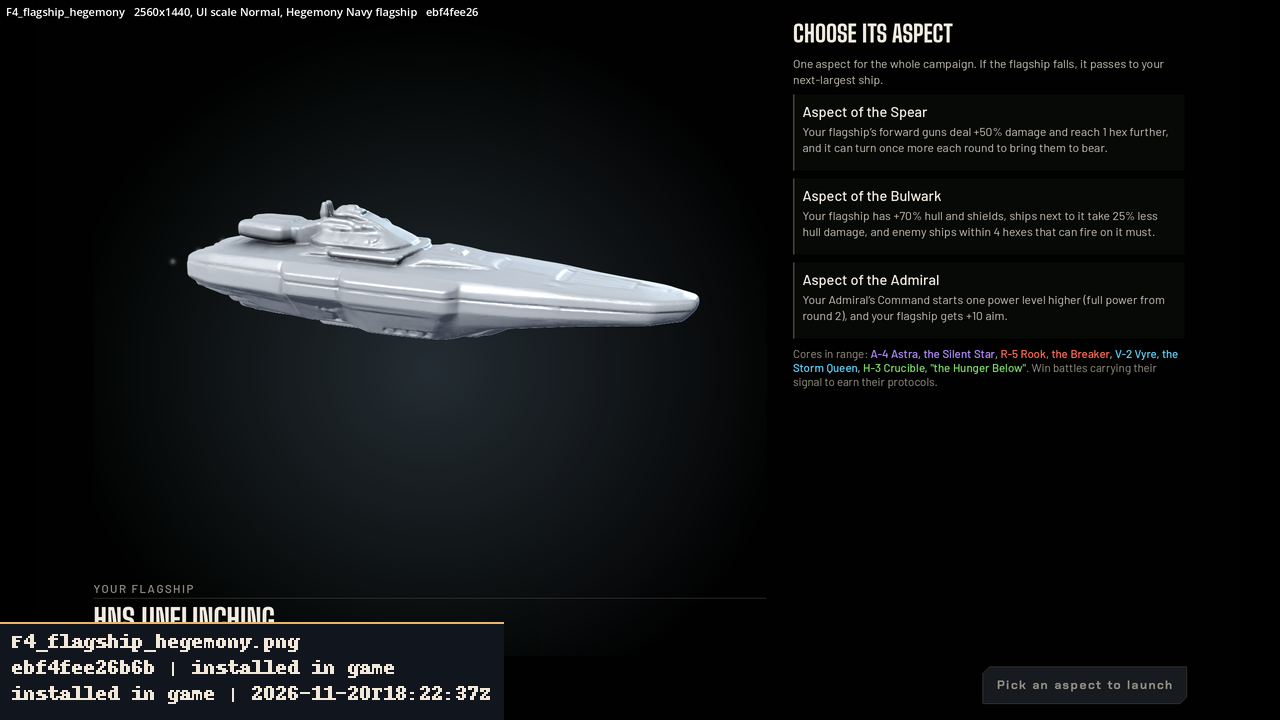 F4_flagship_hegemony 2560x1440, UI scale Normal, Hegemony Navy flagship ebf4fee26
CHOOSE ITS ASPECT
One aspect for the whole campaign. If the flagship falls, it passes to your
next-largest ship.
Aspect of the Spear
Your flagship's forward guns deal +50% damage and reach 1 hex further,
and it can turn once more each round to bring them to bear.
Aspect of the Bulwark
Your flagship has +70% hull and shields, ships next to it take 25% less
hull damage, and enemy ships within 4 hexes that can fire on it must.
Aspect of the Admiral
Your Admiral's Command starts one power level higher (full power from
round 2), and your flagship gets +10 aim.
Cores in range: A-4 Astra, the Silent Star, R-5 Rook, the Breaker, V-2 Vyre, the
Storm Queen, H-3 Crucible, "the Hunger Below". Win battles carrying their
signal to earn their protocols.
YOUR FLAGSHIP
HNS UNFLINCHING
F4_flagship_hegemony.png
ebf4fee26b6b | installed in game
installed in game | 2026-11-20T18:22:37Z
Pick an aspect to launch